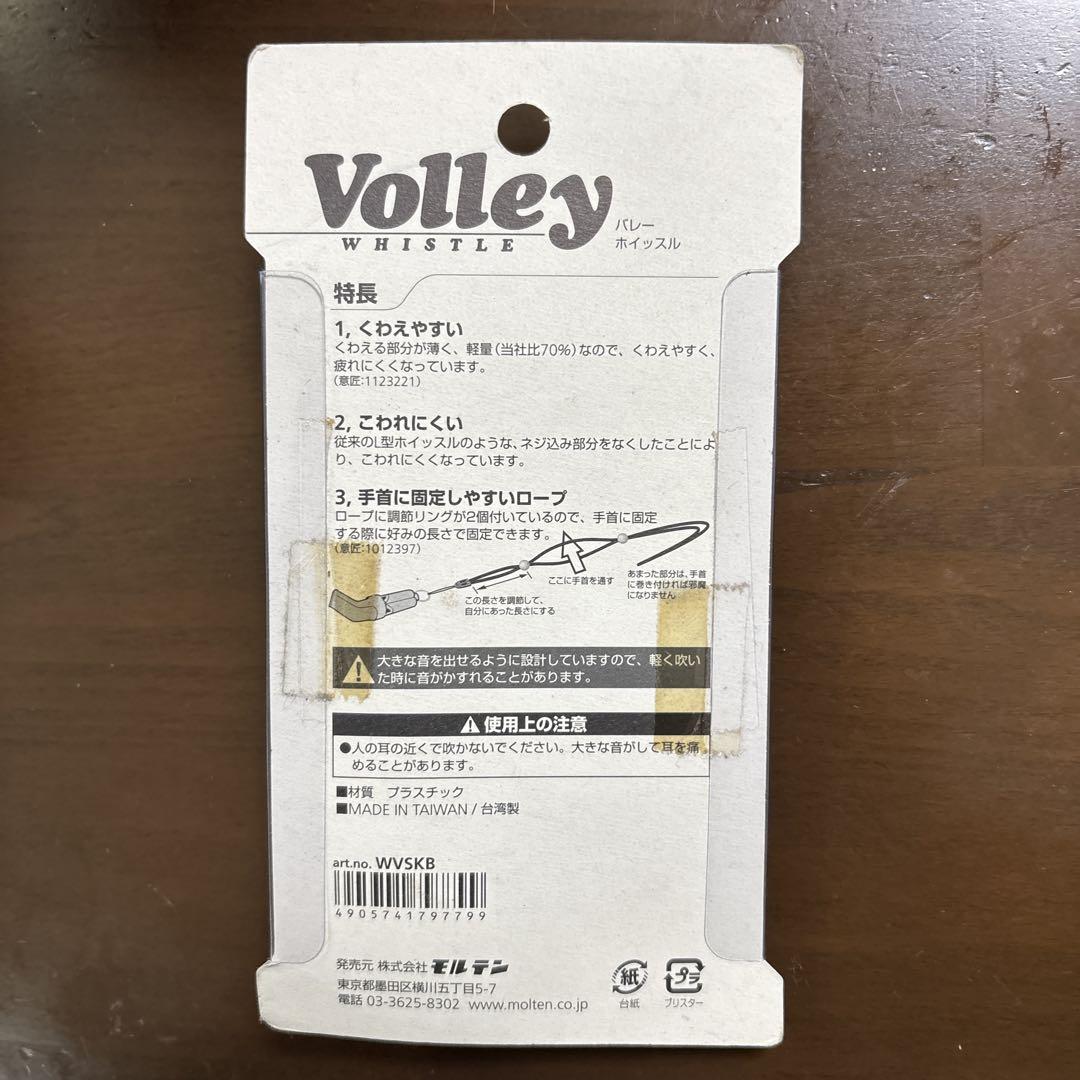 Volley
WHISTLE
バレー
ホイッスル
特長
1, くわえやすい
くわえる部分が薄く、軽量(当社比70%)なので、くわえやすく、
疲れにくくなっています。
(意匠:1123221)
2, こわれにくい
従来のL型ホイッスルのような、ネジ込み部分をなくしたことによ
り、こわれにくくなっています。
3, 手首に固定しやすいロープ
ロープに調節リングが2個付いているので、手首に固定
する際に好みの長さで固定できます。
(意匠:1012397)
ここに手首を通す
あまった部分は、手首
に巻き付ければ邪魔
になりません
この長さを調節して、
自分にあった長さにする
大きな音を出せるように設計していますので、軽く吹い
た時に音がかすれることがあります。
使用上の注意
●人の耳の近くで吹かないでください。大きな音がして耳を痛
めることがあります。
■材質 プラスチック
■MADE IN TAIWAN / 台湾製
art.no. WVSKB
4905741797799
発売元 株式会社 モルテン
東京都墨田区横川五丁目5-7
電話 03-3625-8302 www.molten.co.jp
紙
台紙
プラ
ブリスター